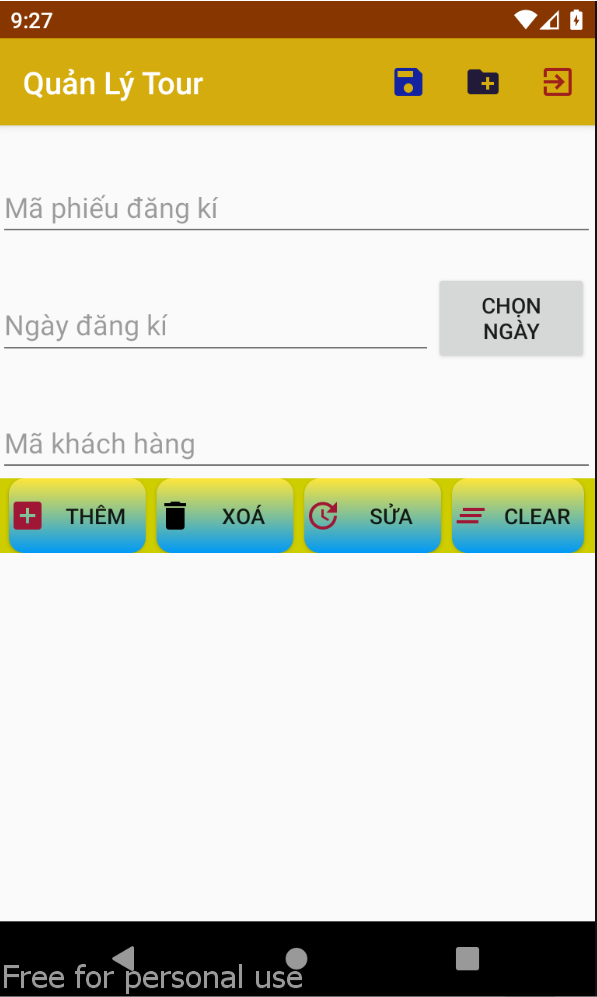 9:27
Quản Lý Tour
Mã phiếu đăng kí
Ngày đăng kí
CHỌN
NGÀY
Mã khách hàng
THÊM
XOÁ
SỬA
CLEAR
Free for personal use